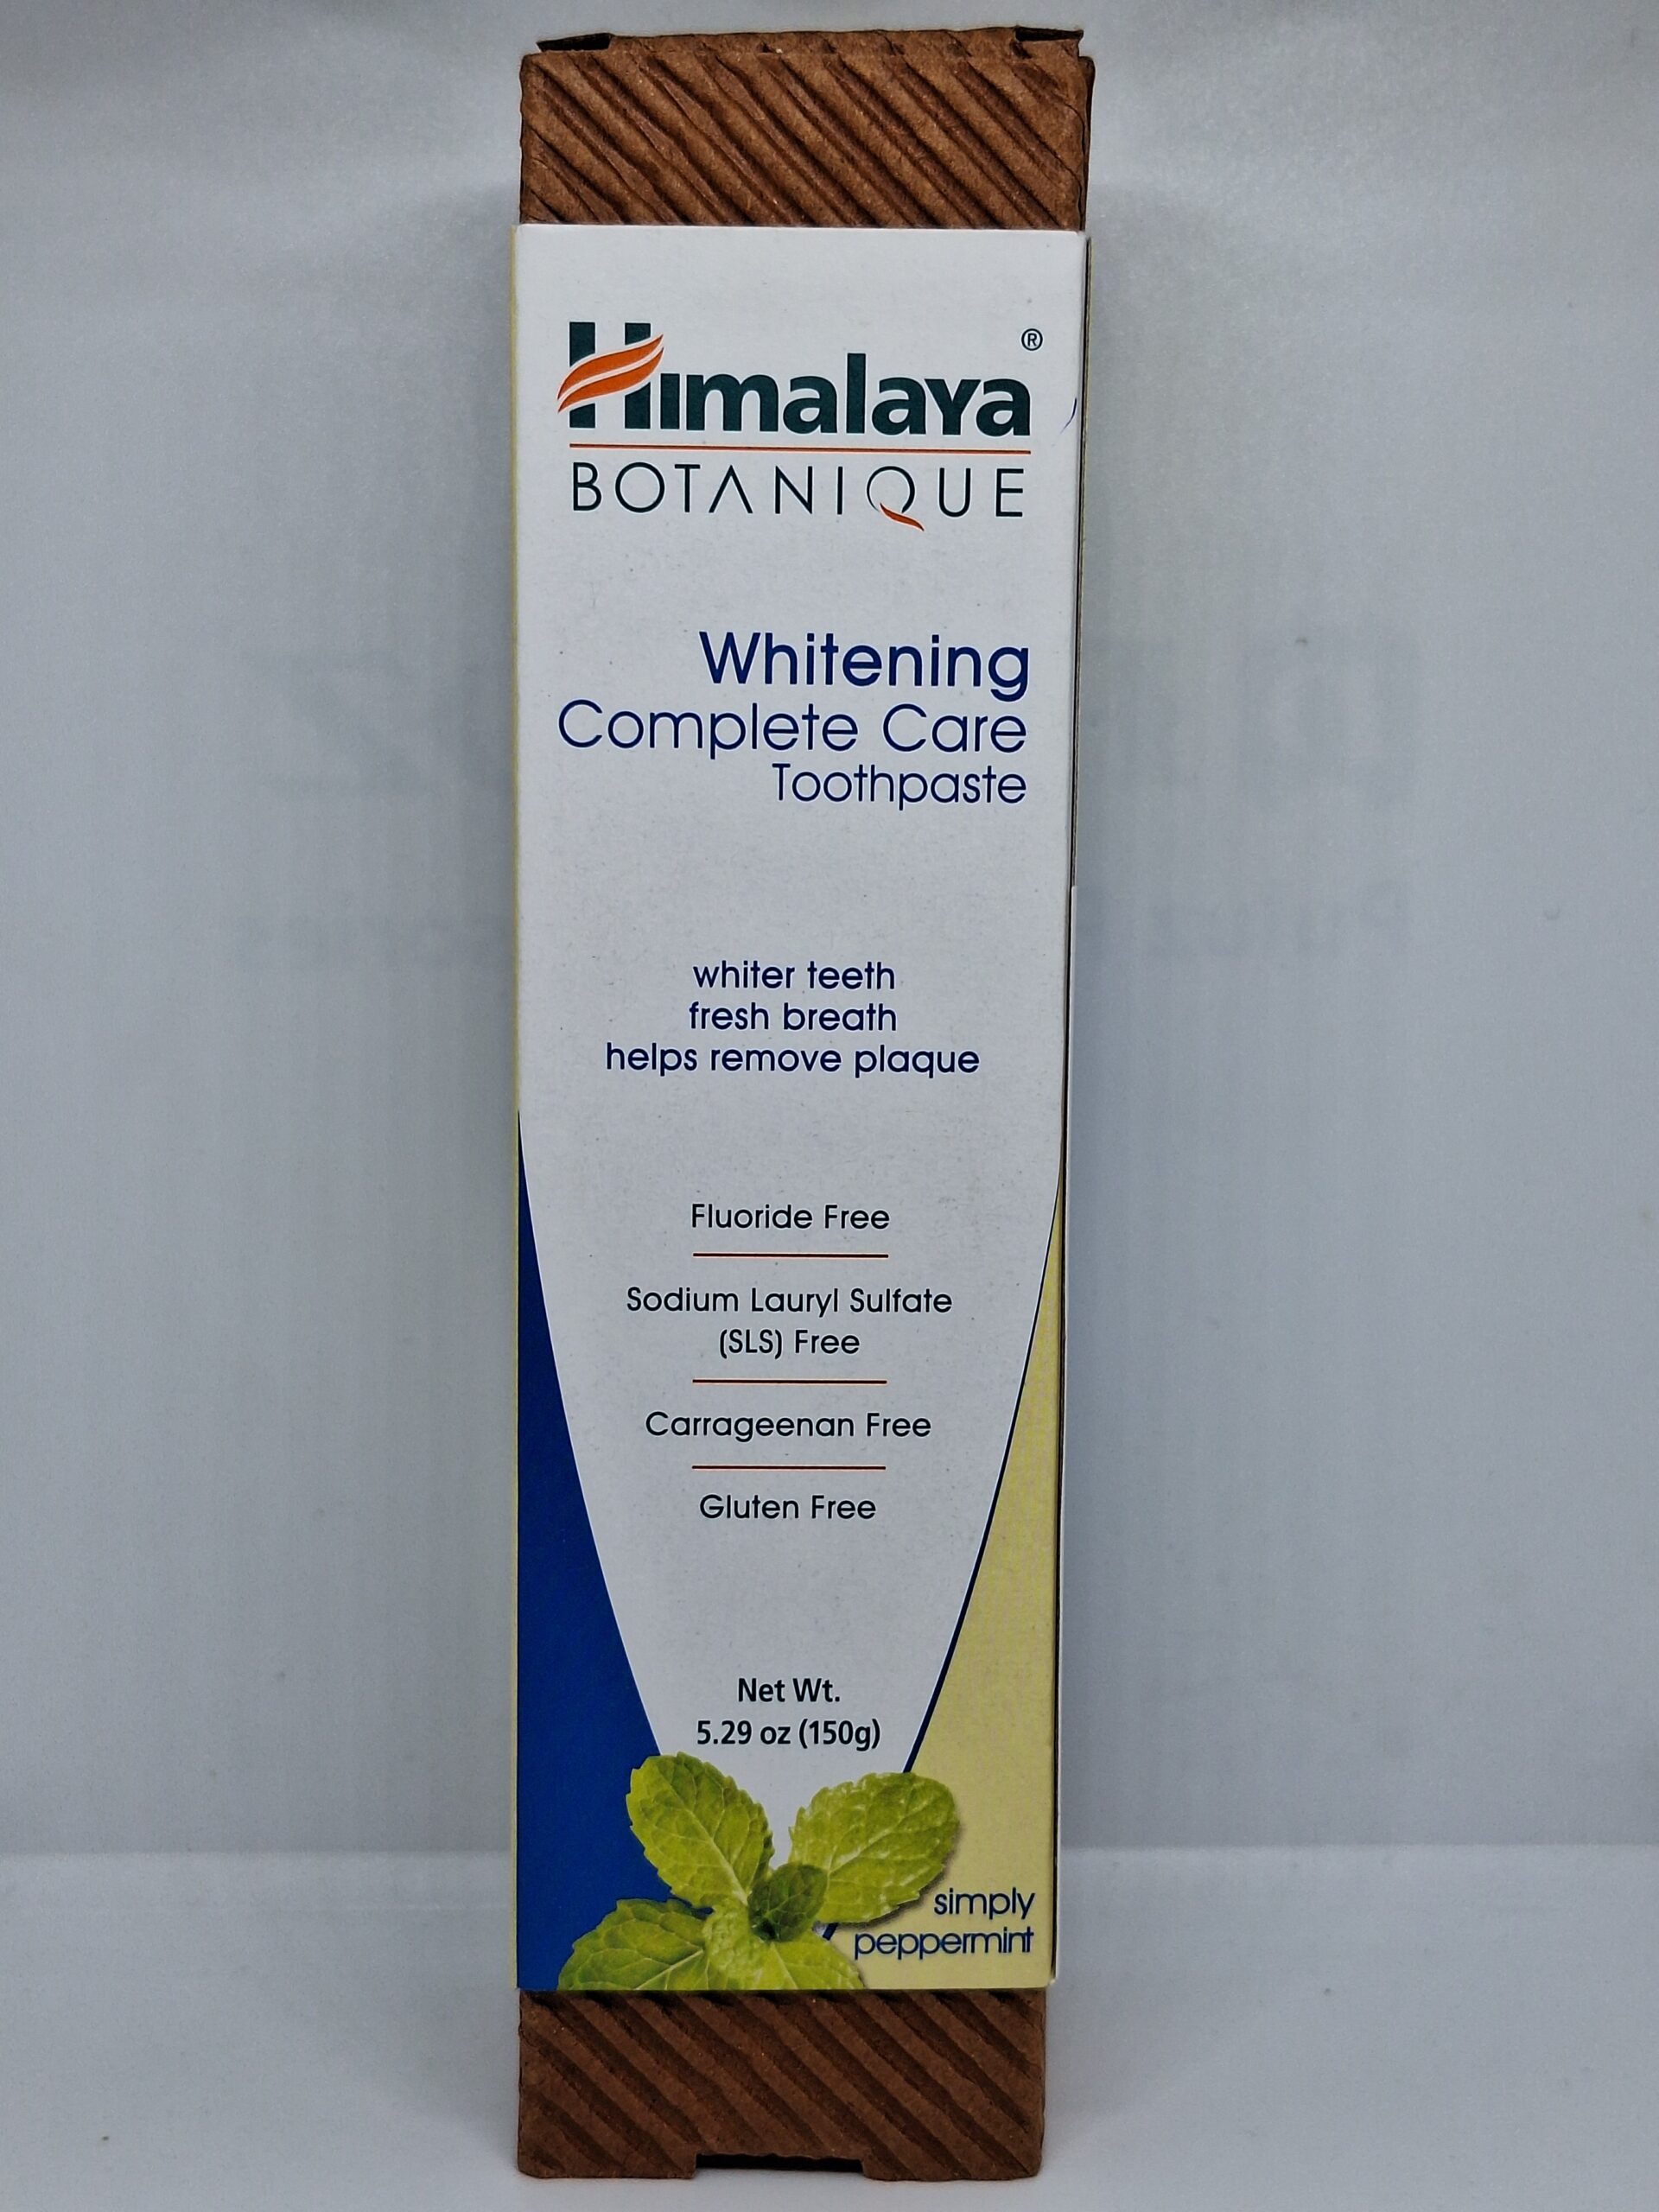 Himalaya®
BOTANIQUE
Whitening
Complete Care
Toothpaste
whiter teeth
fresh breath
helps remove plaque
Fluoride Free
Sodium Lauryl Sulfate
(SLS) Free
Carrageenan Free
Gluten Free
Net Wt.
5.29 oz (150g)
simply
peppermint